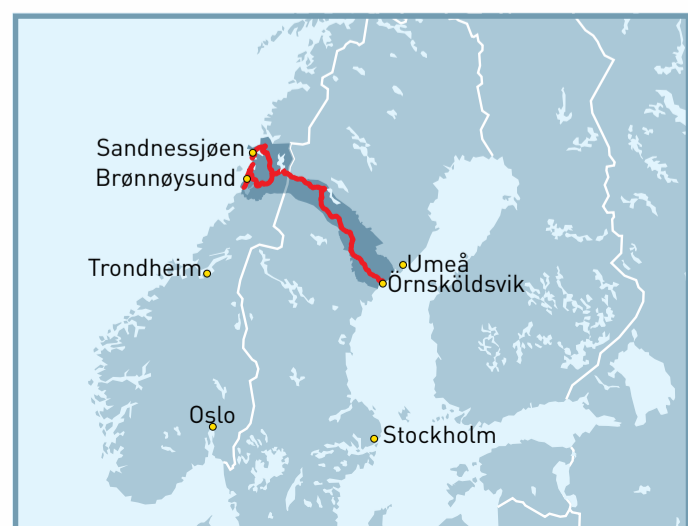 Sandnessjøen
Brønnøysund
Trondheim
Umeå
Örnsköldsvik
Oslo
Stockholm